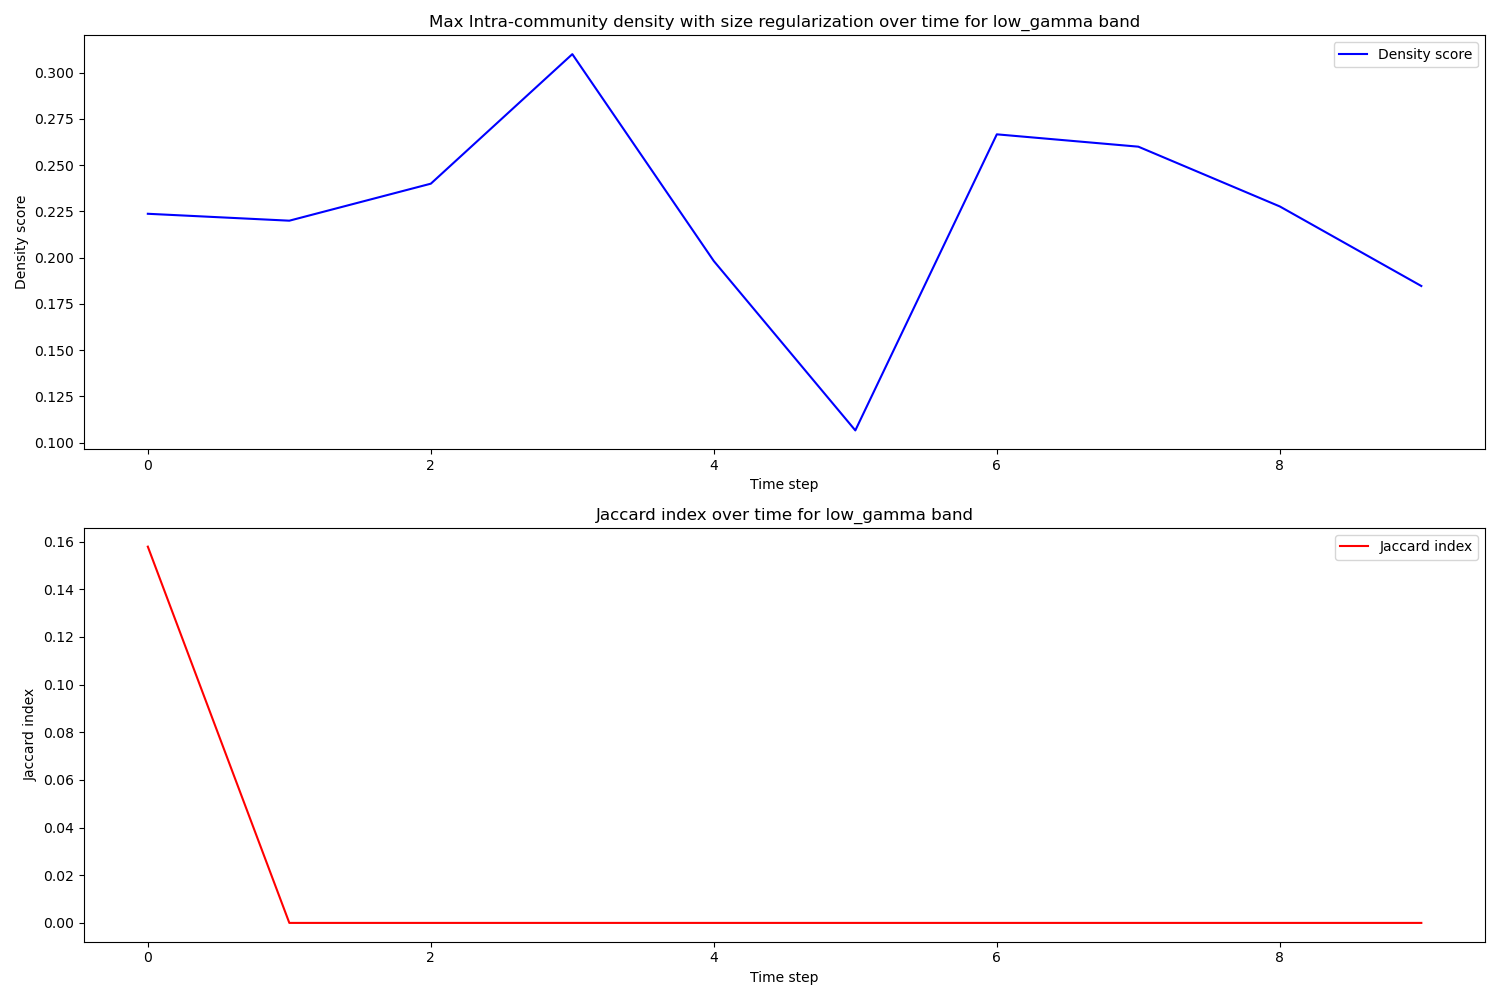 Max Intra-community density with size regularization over time for low_gamma band
Density score
0.300
0.275
0.250
0.225
0.200
0.175
0.150
0.125
0.100
Density score
0 2 4 6 8
Time step
Jaccard index over time for low_gamma band
Jaccard index
0.16
0.14
0.12
0.10
0.08
0.06
0.04
0.02
0.00
Jaccard index
0 2 4 6 8
Time step